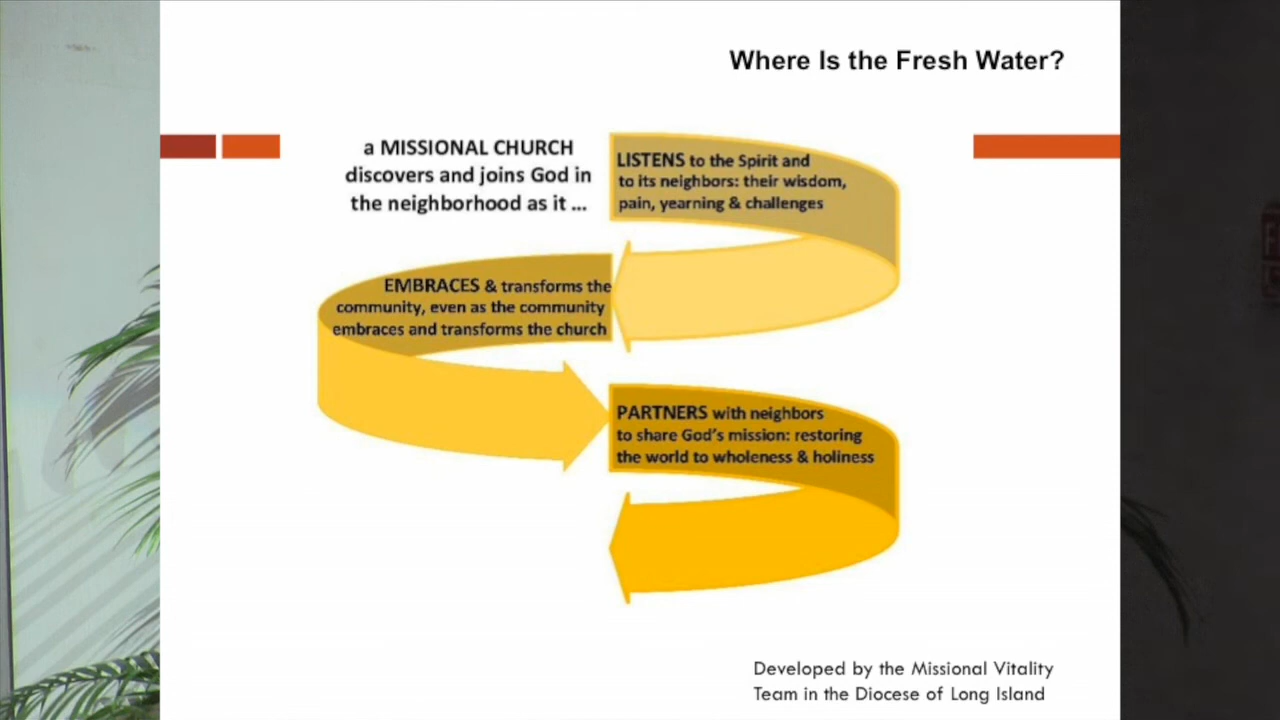 Where Is the Fresh Water?
a MISSIONAL CHURCH
discovers and joins God in
the neighborhood as it ...
LISTENS to the Spirit and
to its neighbors: their wisdom,
pain, yearning & challenges
EMBRACES & transforms the
community, even as the community
embraces and transforms the church
PARTNERS with neighbors
to share God's mission: restoring
the world to wholeness & holiness
Developed by the Missional Vitality
Team in the Diocese of Long Island